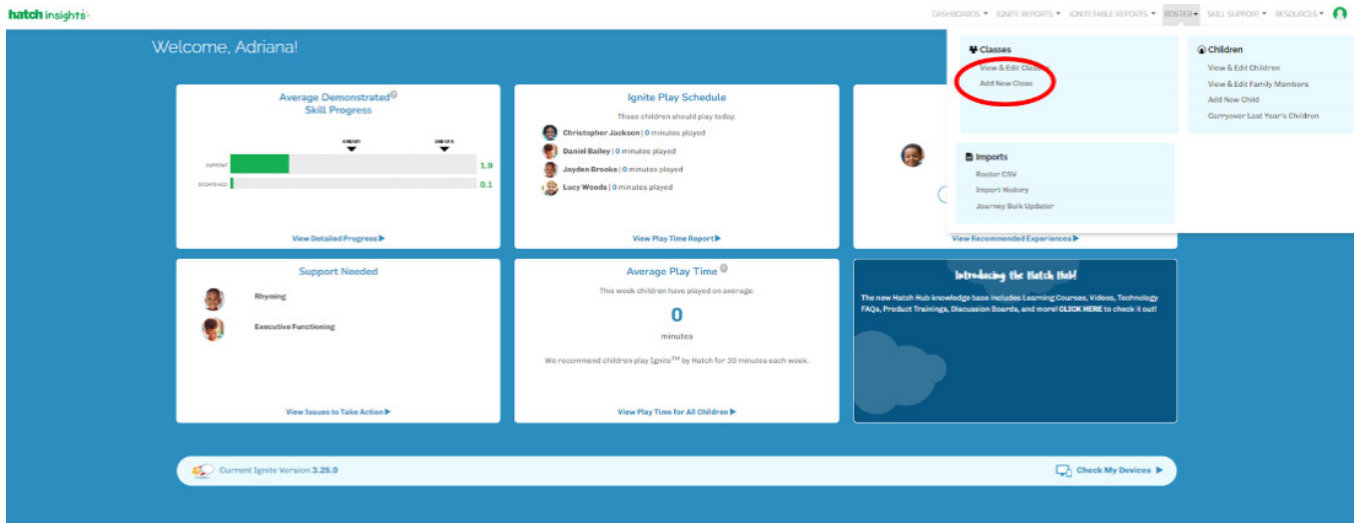 hatch insights
DASHBOARDS IGNITE REPORTS IGNITETABLE REPORTS ROSTER SKILL SUPPORT RESOURCES
Welcome, Adriana!
Classes
View & Edit Classes
Add New Class
Children
View & Edit Children
View & Edit Family Members
Add New Child
Carryover Last Year's Children
Imports
Roster CSV
Import History
Journey Bulk Updater
Average Demonstrated
Skill Progress
CURRENT
1.9
30 DAYS AGO
0.1
View Detailed Progress
Ignite Play Schedule
These children should play today.
Christopher Jackson | 0 minutes played
Daniel Bailey | 0 minutes played
Jayden Brooks | 0 minutes played
Lucy Woods | 0 minutes played
View Play Time Report
View Recommended Experiences
Support Needed
Rhyming
Executive Functioning
View Issues to Take Action
Average Play Time
This week children have played on average:
0
minutes
We recommend children play Ignite™ by Hatch for 30 minutes each week.
View Play Time for All Children
Introducing the Hatch Hub!
The new Hatch Hub knowledge base includes Learning Courses, Videos, Technology
FAQs, Product Trainings, Discussion Boards, and more! CLICK HERE to check it out!
Current Ignite Version 3.25.0
Check My Devices